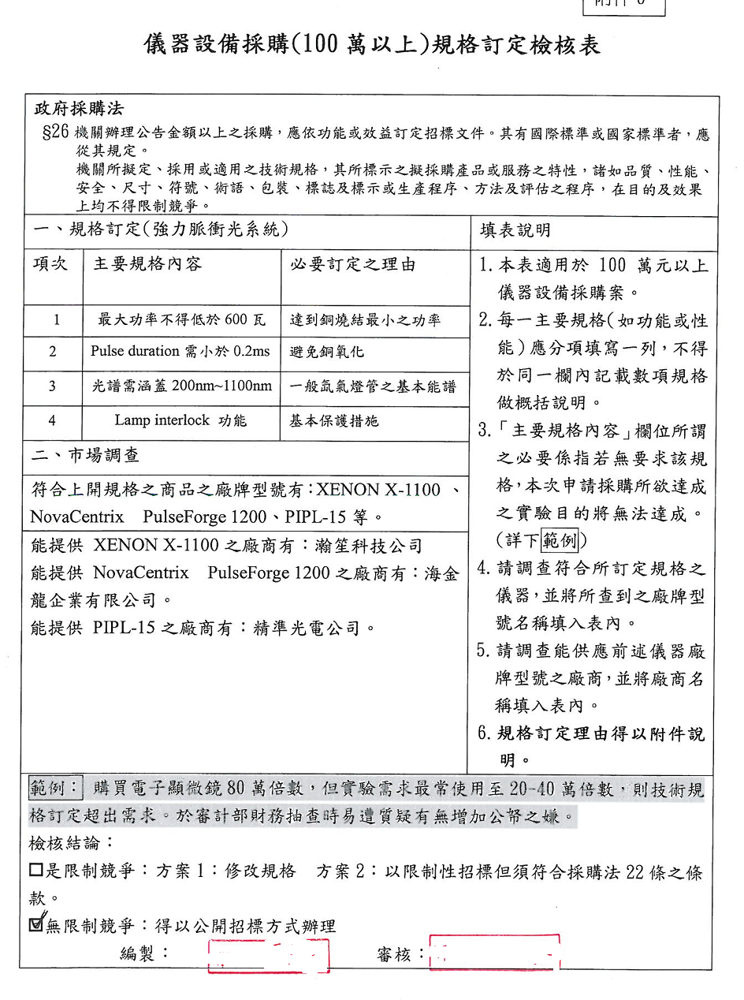 附件
儀器設備採購(100 萬以上)規格訂定檢核表
政府採購法
§26 機關辦理公告金額以上之採購，應依功能或效益訂定招標文件。其有國際標準或國家標準者，應
從其規定。
機關所擬定、採用或適用之技術規格，其所標示之擬採購產品或服務之特性，諸如品質、性能、
安全、尺寸、符號、術語、包裝、標誌及標示或生產程序、方法及評估之程序，在目的及效果
上均不得限制競爭。
一、規格訂定(強力脈衝光系統)
項次 主要規格內容 必要訂定之理由
1 最大功率不得低於 600 瓦 達到銅燒結最小之功率
2 Pulse duration 需小於 0.2ms 避免銅氧化
3 光譜需涵蓋 200nm~1100nm 一般氙氣燈管之基本能譜
4 Lamp interlock 功能 基本保護措施
二、市場調查
符合上開規格之商品之廠牌型號有：XENON X-1100 、
NovaCentrix PulseForge 1200、PIPL-15 等。
能提供 XENON X-1100 之廠商有：瀚笙科技公司
能提供 NovaCentrix PulseForge 1200 之廠商有：海金
龍企業有限公司。
能提供 PIPL-15 之廠商有：精準光電公司。
填表說明
1. 本表適用於 100 萬元以上
儀器設備採購案。
2. 每一主要規格(如功能或性
能)應分項填寫一列，不得
於同一欄內記載數項規格
做概括說明。
3.「主要規格內容」欄位所謂
之必要係指若無要求該規
格，本次申請採購所欲達成
之實驗目的將無法達成。
(詳下範例)
4. 請調查符合所訂定規格之
儀器，並將所查到之廠牌型
號名稱填入表內。
5. 請調查能供應前述儀器廠
牌型號之廠商，並將廠商名
稱填入表內。
6. 規格訂定理由得以附件說
明。
範例： 購買電子顯微鏡 80 萬倍數，但實驗需求最常使用至 20-40 萬倍數，則技術規
格訂定超出需求。於審計部財務抽查時易遭質疑有無增加公帑之嫌。
檢核結論：
□是限制競爭：方案 1：修改規格 方案 2：以限制性招標但須符合採購法 22 條之條
款。
☑無限制競爭：得以公開招標方式辦理
編製： 審核：